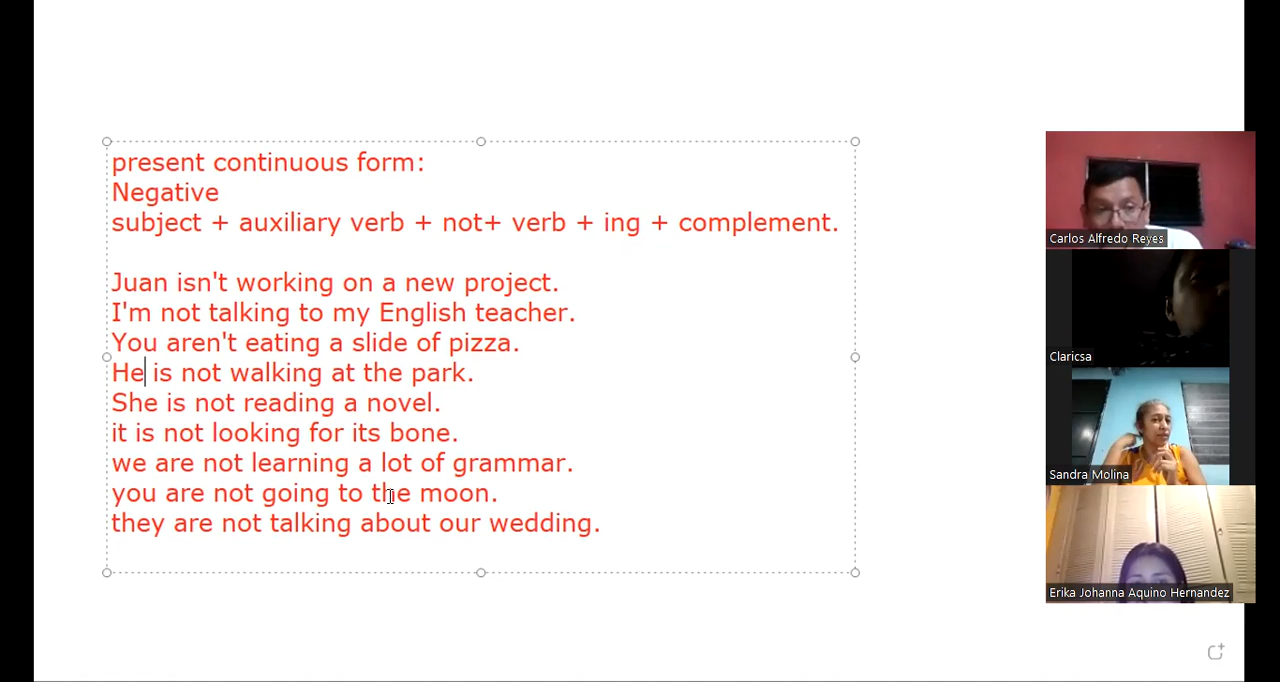 present continuous form:
Negative
subject + auxiliary verb + not+ verb + ing + complement.
Juan isn't working on a new project.
I'm not talking to my English teacher.
You aren't eating a slide of pizza.
He is not walking at the park.
She is not reading a novel.
it is not looking for its bone.
we are not learning a lot of grammar.
you are not going to the moon.
they are not talking about our wedding.
Carlos Alfredo Reyes
Claricsa
Sandra Molina
Erika Johanna Aquino Hernandez